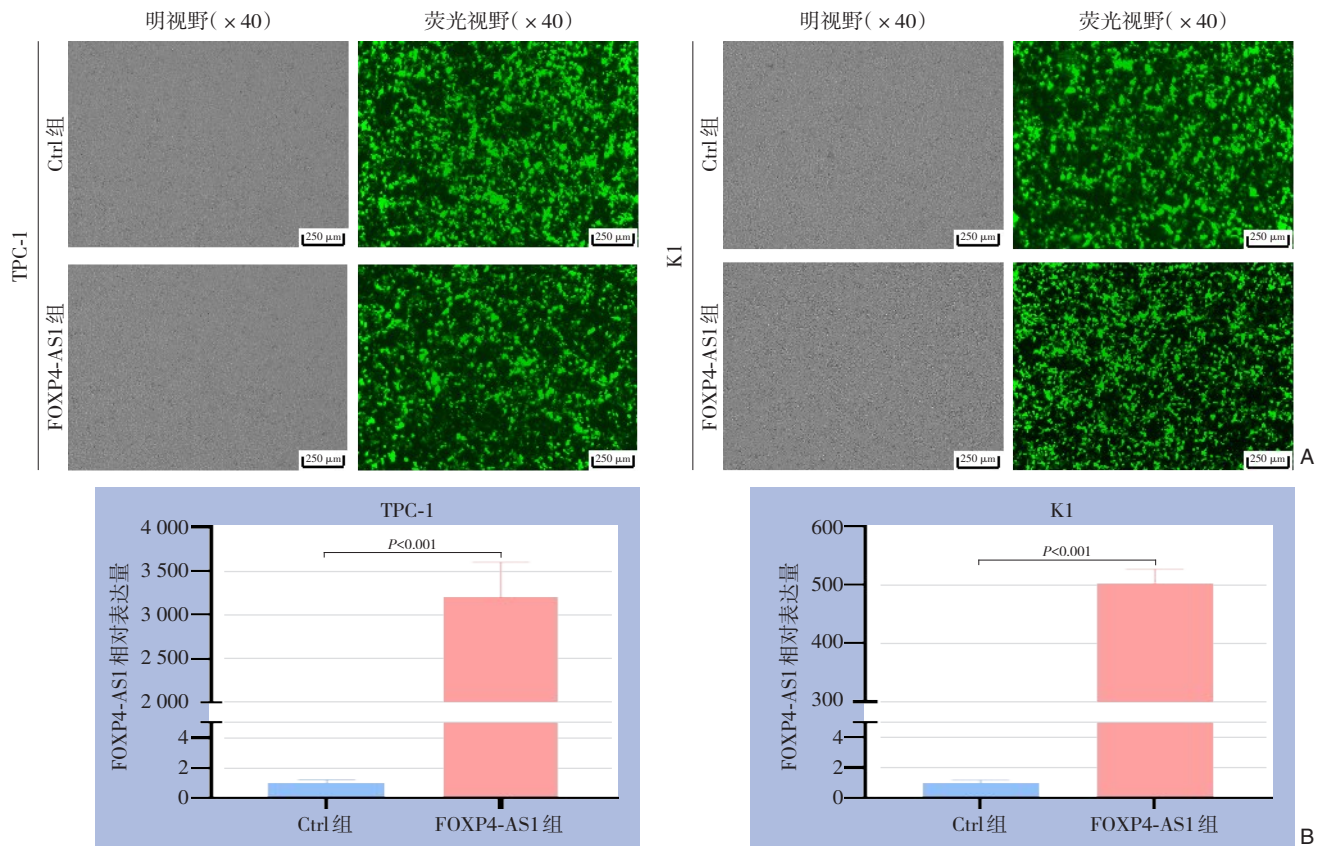 明视野(×40)
荧光视野(×40)
明视野(×40)
荧光视野(×40)
TPC-1
Ctrl组
250 μm
250 μm
FOXP4-AS1组
250 μm
250 μm
K1
Ctrl组
250 μm
250 μm
FOXP4-AS1组
250 μm
250 μm
A
TPC-1
FOXP4-AS1相对表达量
4 000
3 500
3 000
2 500
2 000
4
2
0
P<0.001
Ctrl组
FOXP4-AS1组
K1
FOXP4-AS1相对表达量
600
500
400
300
4
2
0
P<0.001
Ctrl组
FOXP4-AS1组
B